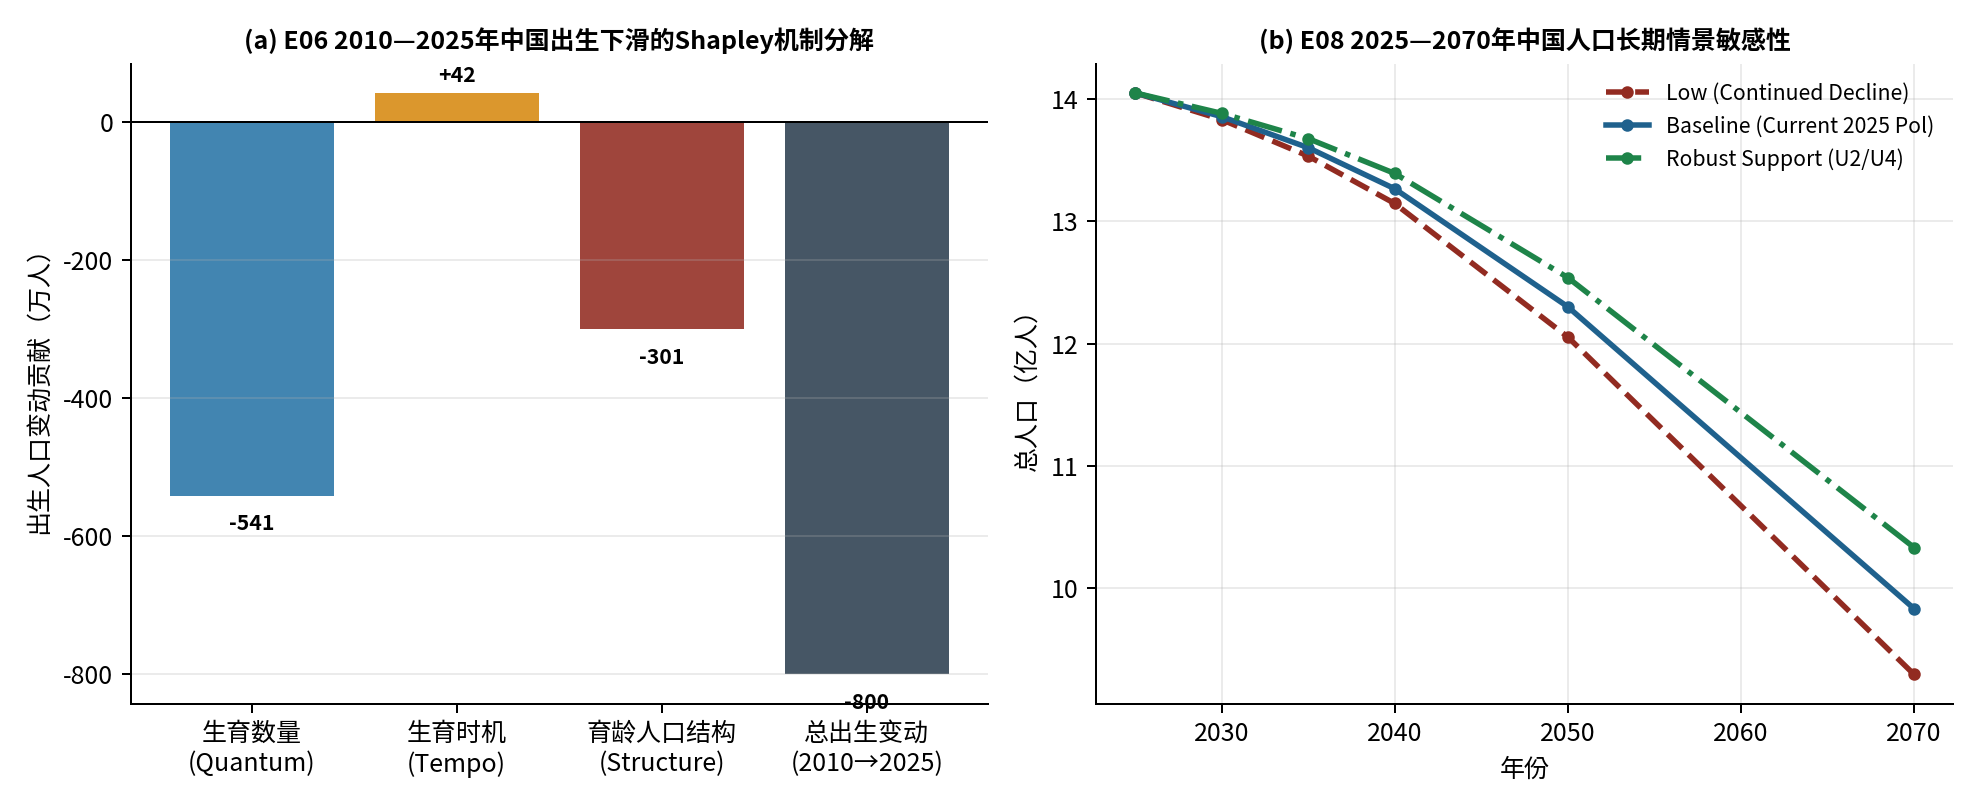 (a) E06 2010—2025年中国出生下滑的Shapley机制分解
出生人口变动贡献（万人）
0
-200
-400
-600
-800
-541
+42
-301
-800
生育数量
(Quantum)
生育时机
(Tempo)
育龄人口结构
(Structure)
总出生变动
(2010→2025)
(b) E08 2025—2070年中国人口长期情景敏感性
总人口（亿人）
14
13
12
11
10
Low (Continued Decline)
Baseline (Current 2025 Pol)
Robust Support (U2/U4)
2030
2040
2050
2060
2070
年份